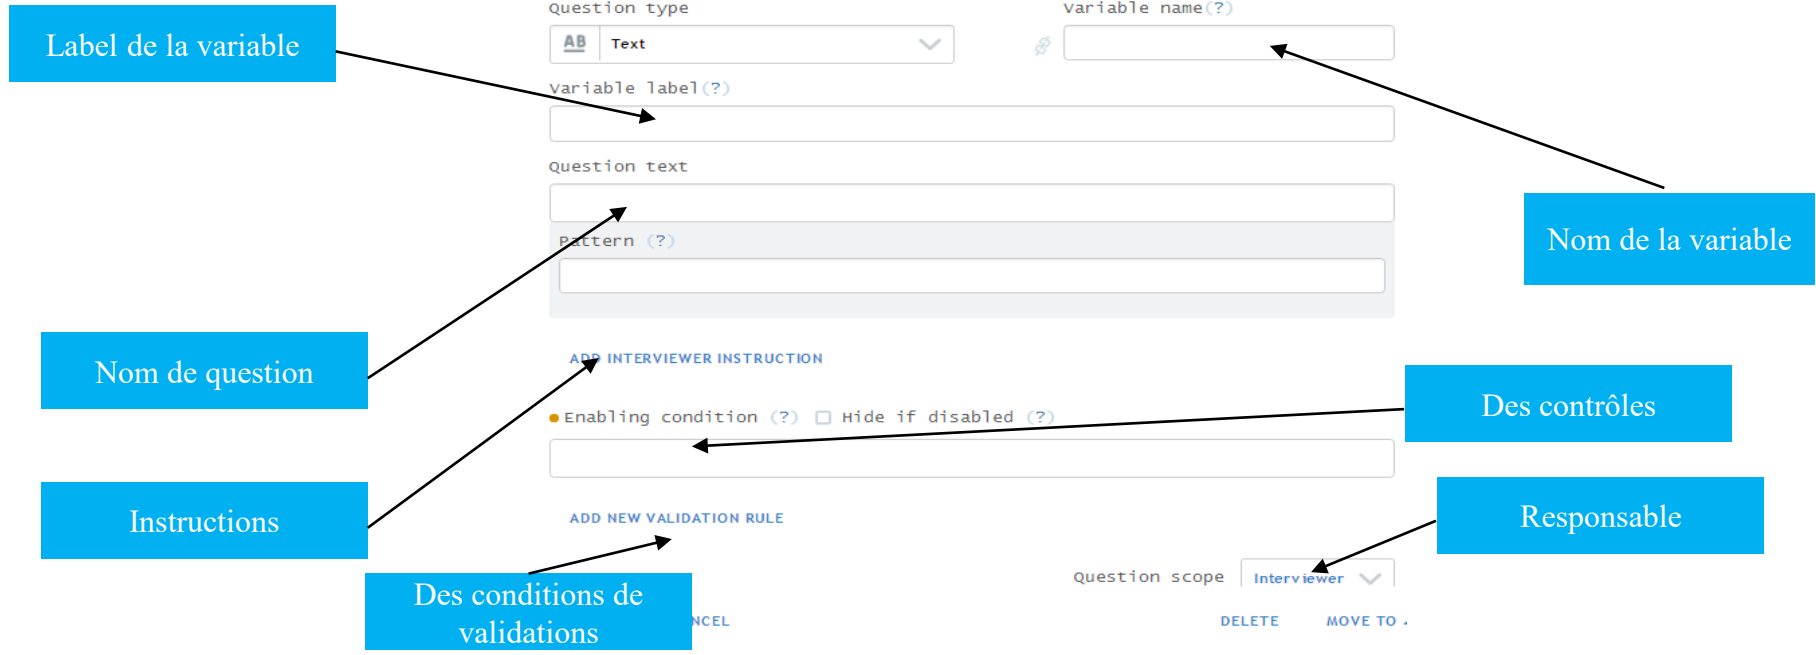 Question type
Variable name(?)
Label de la variable
AB Text
Variable label(?)
Question text
Nom de la variable
Pattern (?)
Nom de question
ADD INTERVIEWER INSTRUCTION
Des contrôles
Enabling condition (?) Hide if disabled (?)
Instructions
ADD NEW VALIDATION RULE
Responsable
Question scope Interviewer
Des conditions de
validations
NCEL
DELETE
MOVE TO